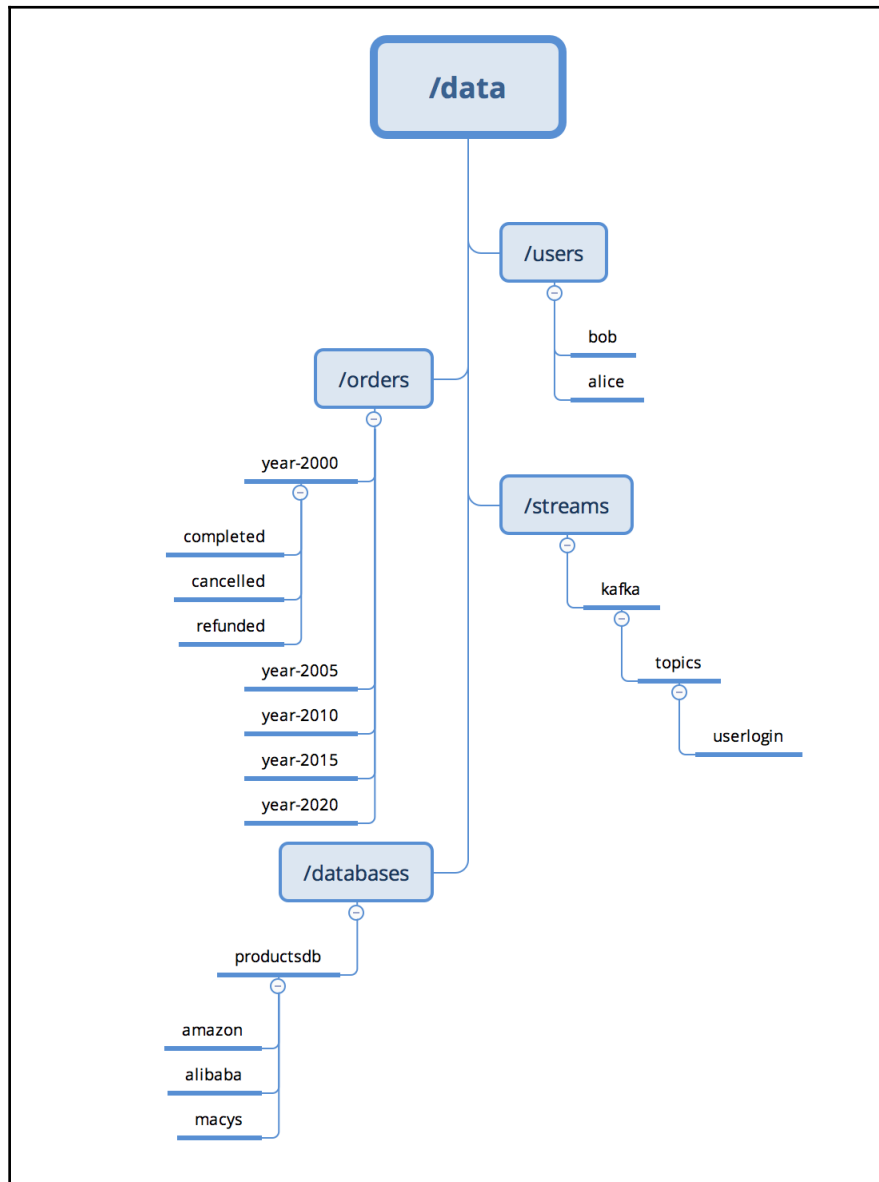 /data
/users
bob
alice
/orders
year-2000
completed
cancelled
refunded
year-2005
year-2010
year-2015
year-2020
/streams
kafka
topics
userlogin
/databases
productsdb
amazon
alibaba
macys